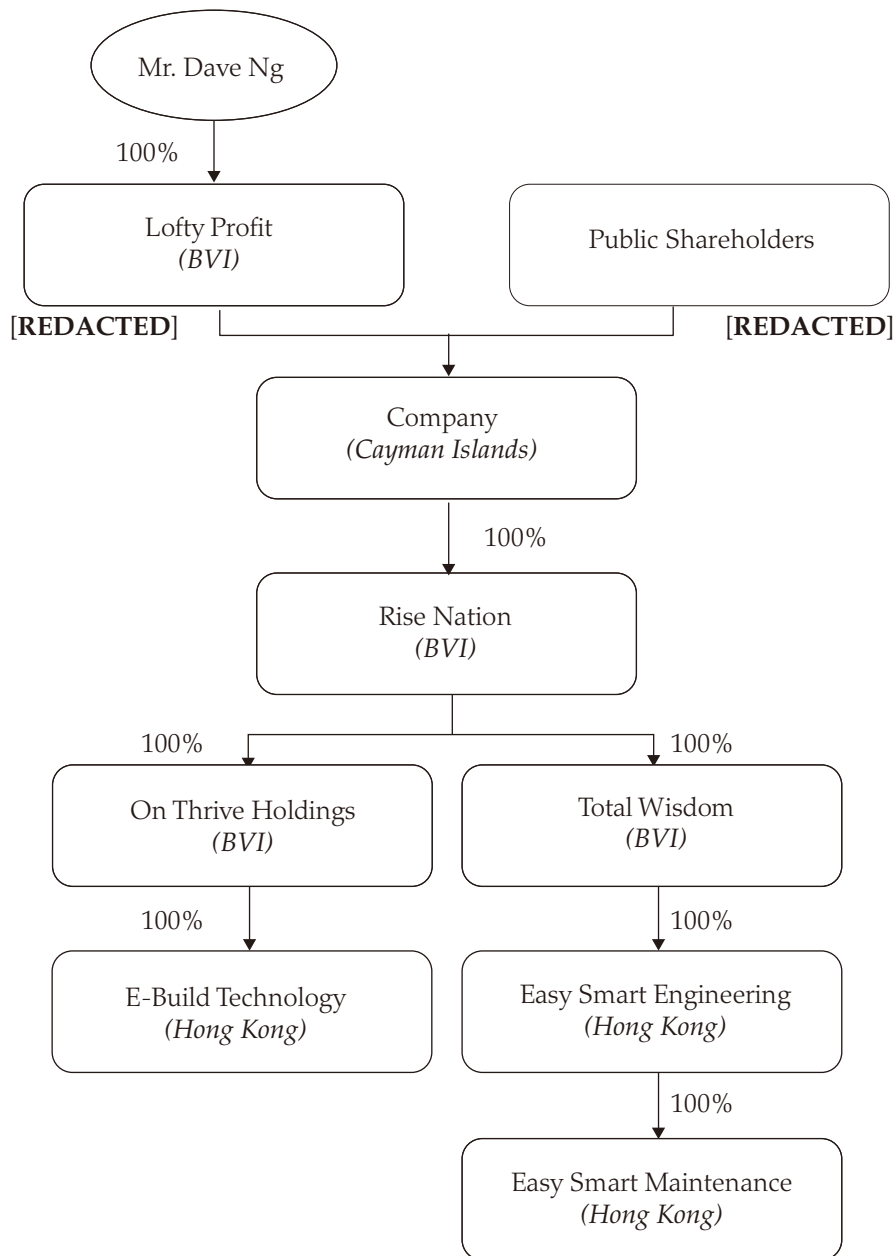 Mr. Dave Ng
100%
Lofty Profit
(BVI)
Public Shareholders
[REDACTED]
[REDACTED]
Company
(Cayman Islands)
100%
Rise Nation
(BVI)
100%
100%
On Thrive Holdings
(BVI)
Total Wisdom
(BVI)
100%
100%
E-Build Technology
(Hong Kong)
Easy Smart Engineering
(Hong Kong)
100%
Easy Smart Maintenance
(Hong Kong)